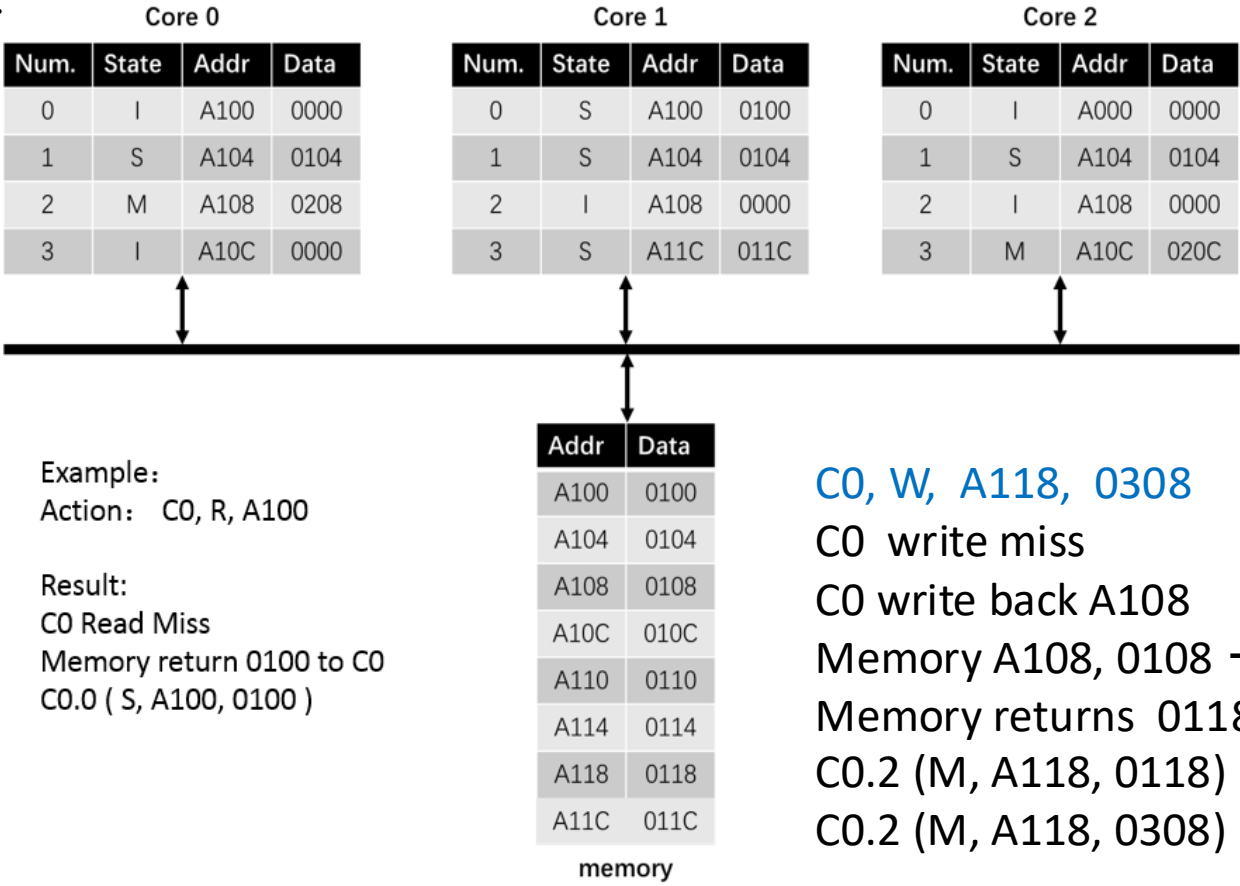 Core 0
Num. State Addr Data
0 I A100 0000
1 S A104 0104
2 M A108 0208
3 I A10C 0000
Core 1
Num. State Addr Data
0 S A100 0100
1 S A104 0104
2 I A108 0000
3 S A11C 011C
Core 2
Num. State Addr Data
0 I A000 0000
1 S A104 0104
2 I A108 0000
3 M A10C 020C
Example：
Action： C0, R, A100
Result:
C0 Read Miss
Memory return 0100 to C0
C0.0 ( S, A100, 0100 )
Addr Data
A100 0100
A104 0104
A108 0108
A10C 010C
A110 0110
A114 0114
A118 0118
A11C 011C
memory
C0, W, A118, 0308
C0 write miss
C0 write back A108
Memory A108, 0108
Memory returns 0118
C0.2 (M, A118, 0118)
C0.2 (M, A118, 0308)